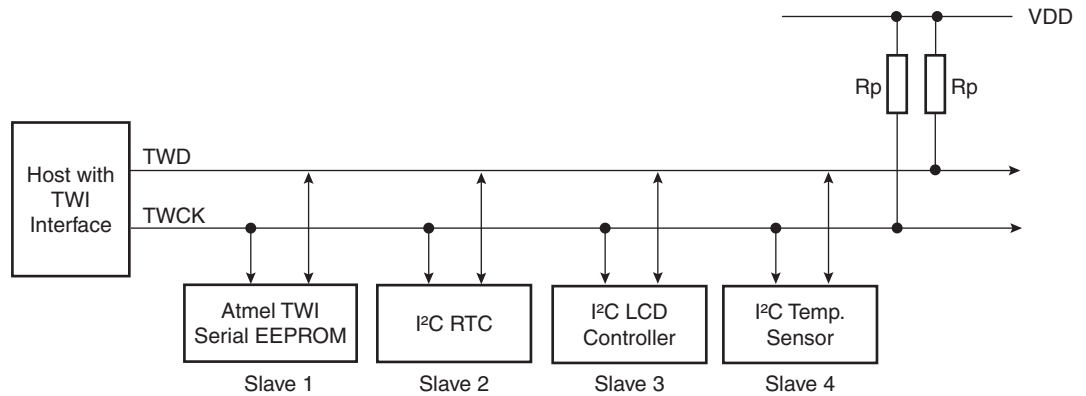 VDD
Rp
Rp
Host with
TWI
Interface
TWD
TWCK
Atmel TWI
Serial EEPROM
I²C RTC
I²C LCD
Controller
I²C Temp.
Sensor
Slave 1
Slave 2
Slave 3
Slave 4